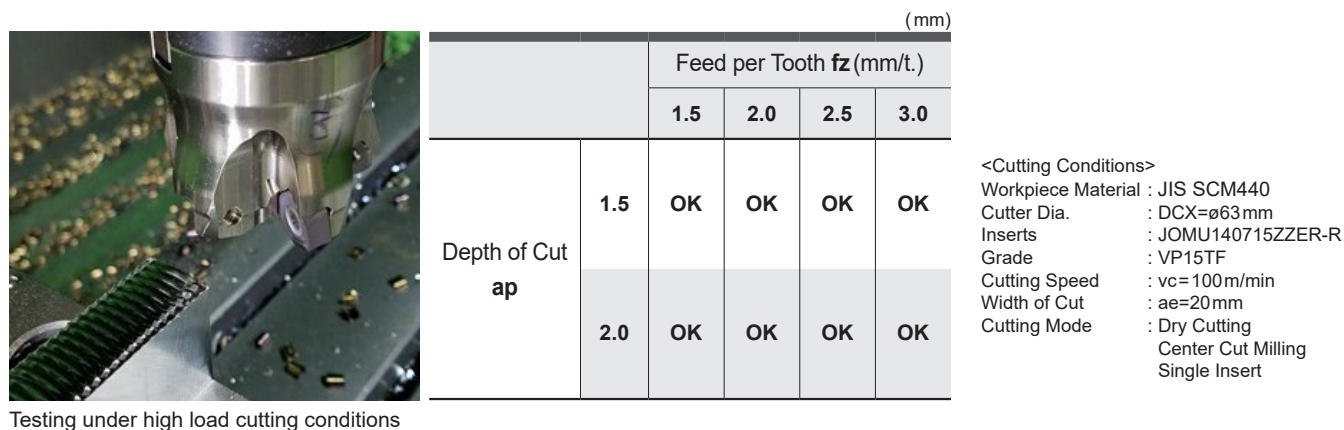 (mm)
Feed per Tooth fz (mm/t.)
1.5 2.0 2.5 3.0
Depth of Cut
ap
1.5 OK OK OK OK
2.0 OK OK OK OK
<Cutting Conditions>
Workpiece Material : JIS SCM440
Cutter Dia. : DCX=ø63mm
Inserts : JOMU140715ZZER-R
Grade : VP15TF
Cutting Speed : vc=100m/min
Width of Cut : ae=20mm
Cutting Mode : Dry Cutting
Center Cut Milling
Single Insert
Testing under high load cutting conditions